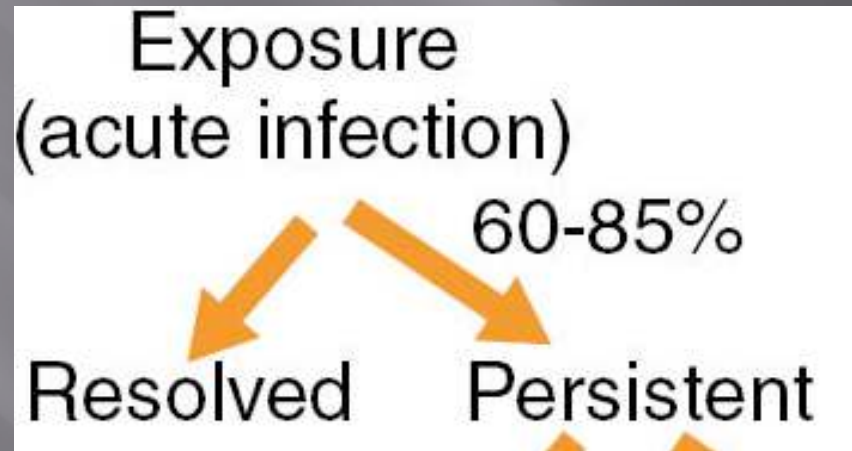 Exposure
(acute infection)
60-85%
Resolved Persistent